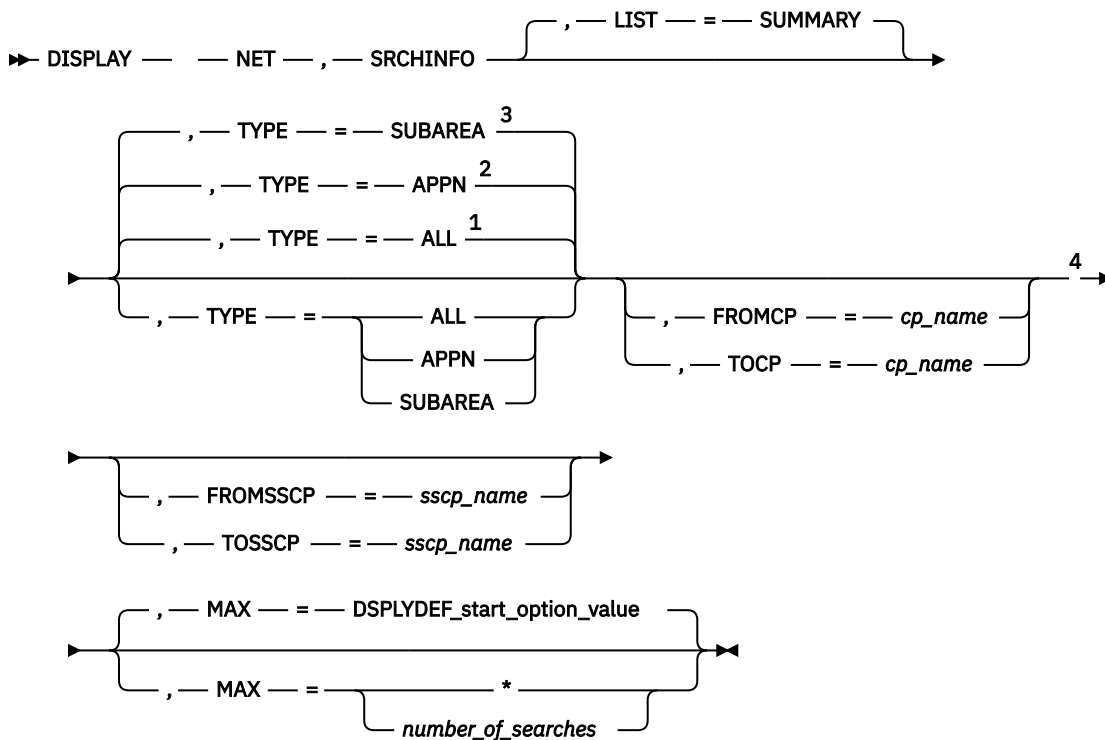 , LIST = SUMMARY
DISPLAY NET , SRCHINFO
, TYPE = SUBAREA 3
, TYPE = APPN 2
, TYPE = ALL 1
4
, TYPE = ALL
APPN
SUBAREA
, FROMCP = cp_name
, TOCP = cp_name
, FROMSSCP = sscp_name
, TOSSCP = sscp_name
, MAX = DSPLYDEF_start_option_value
, MAX = *
number_of_searches